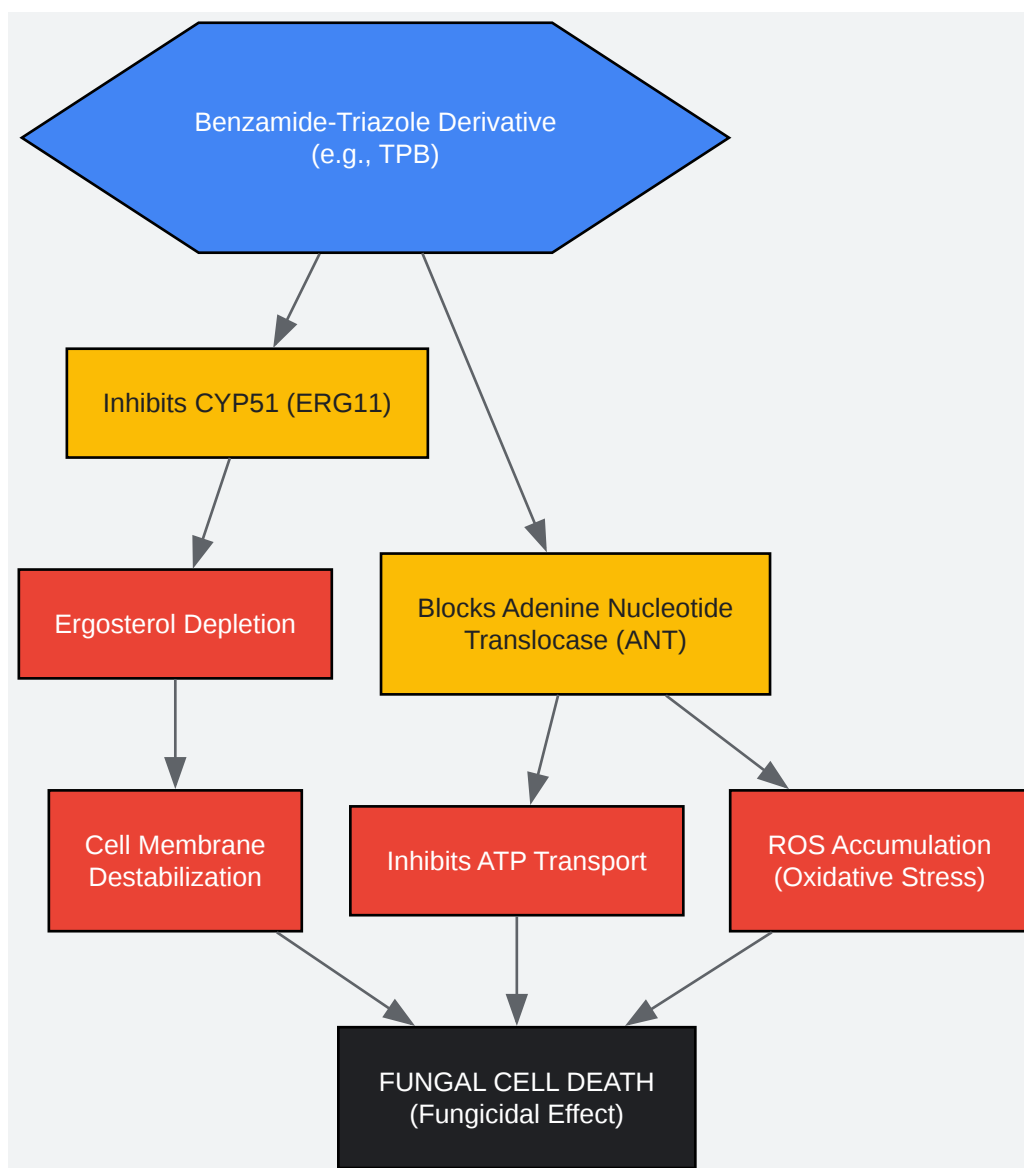 Benzamide-Triazole Derivative
(e.g., TPB)
Inhibits CYP51 (ERG11)
Ergosterol Depletion
Blocks Adenine Nucleotide
Translocase (ANT)
Cell Membrane
Destabilization
Inhibits ATP Transport
ROS Accumulation
(Oxidative Stress)
FUNGAL CELL DEATH
(Fungicidal Effect)